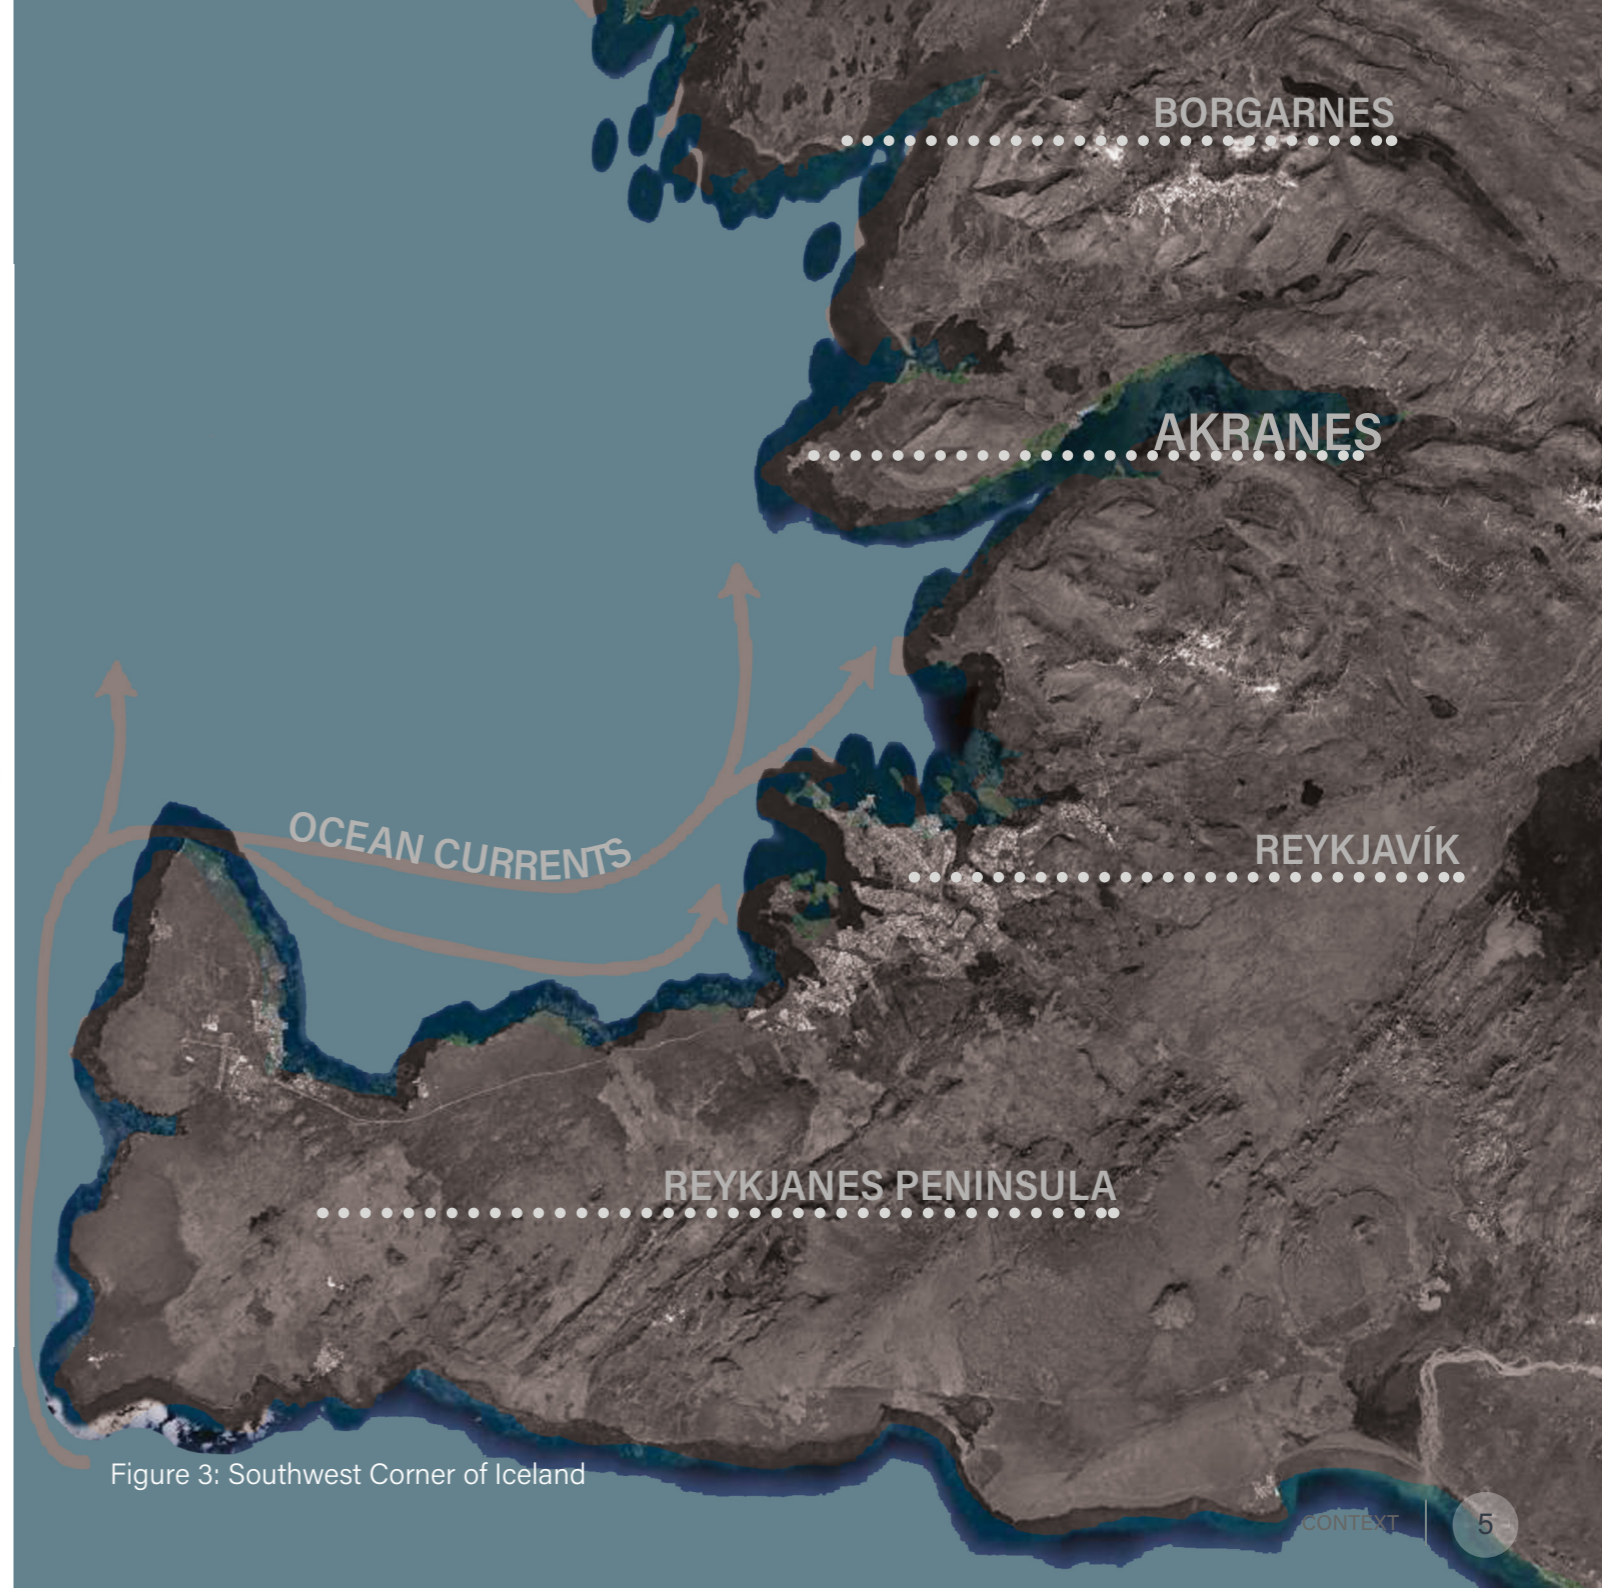 BORGARNES
AKRANES
OCEAN CURRENTS
REYKJAVÍK
REYKJANES PENINSULA
Figure 3: Southwest Corner of Iceland
CONTEXT
5